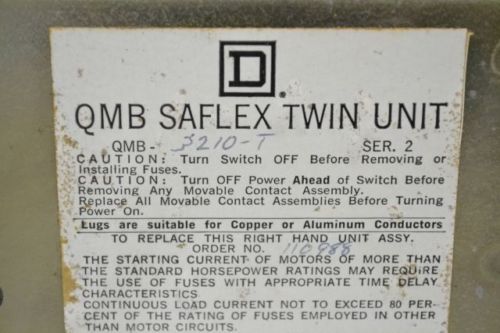 D
QMB SAFLEX TWIN UNIT
QMB- 3210-T SER. 2
CAUTION: Turn Switch OFF Before Removing or
Installing Fuses.
CAUTION: Turn OFF Power Ahead of Switch Before
Removing Any Movable Contact Assembly.
Replace All Movable Contact Assemblies Before Turning
Power On.
Lugs are suitable for Copper or Aluminum Conductors
TO REPLACE THIS RIGHT HAND UNIT ASSY.
ORDER NO. 110988
THE STARTING CURRENT OF MOTORS OF MORE THAN
THE STANDARD HORSEPOWER RATINGS MAY REQUIRE
THE USE OF FUSES WITH APPROPRIATE TIME DELAY
CHARACTERISTICS.
CONTINUOUS LOAD CURRENT NOT TO EXCEED 80 PER-
CENT OF THE RATING OF FUSES EMPLOYED IN OTHER
THAN MOTOR CIRCUITS.